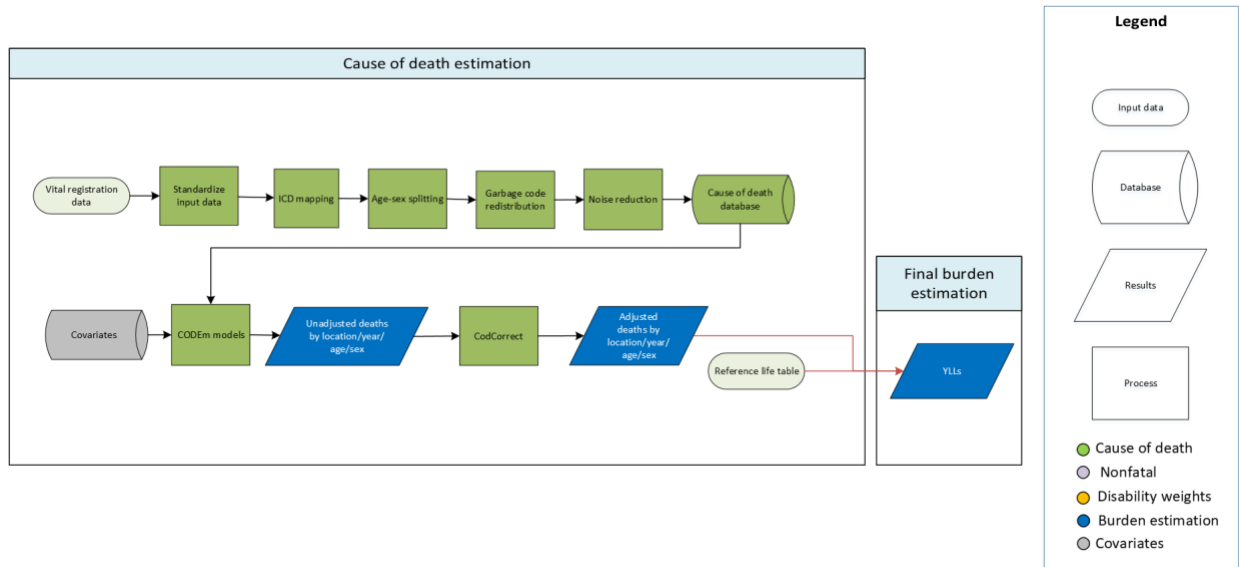 Cause of death estimation
Vital registration
data
Standardize
input data
ICD mapping
Age-sex splitting
Garbage code
redistribution
Noise reduction
Cause of death
database
Covariates
CODEm models
Unadjusted deaths
by location/year/
age/sex
CodCorrect
Adjusted
deaths by
location/year/
age/sex
Reference life table
Final burden
estimation
YLLs
Legend
Input data
Database
Results
Process
Cause of death
Nonfatal
Disability weights
Burden estimation
Covariates